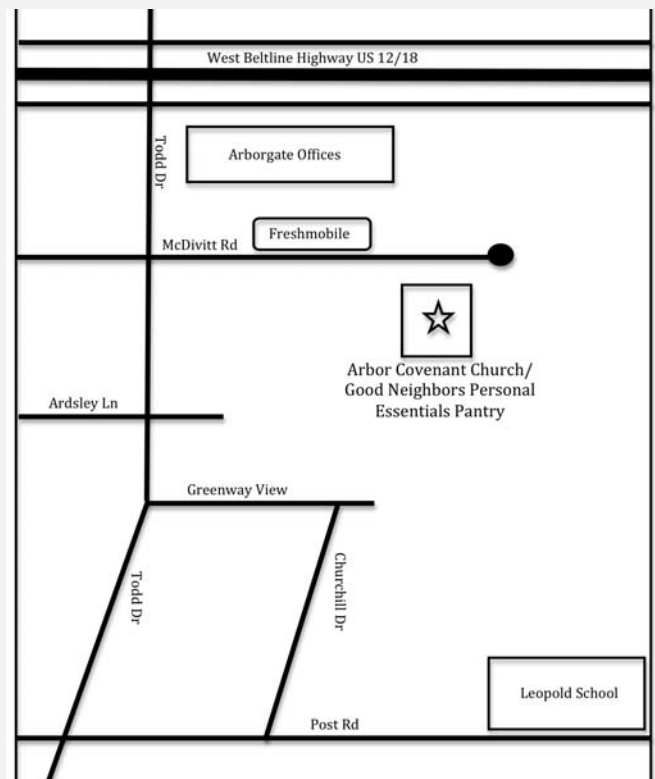 West Beltline Highway US 12/18
Todd Dr
Arborgate Offices
Freshmobile
McDivitt Rd
Arbor Covenant Church/
Good Neighbors Personal
Essentials Pantry
Ardsley Ln
Greenway View
Todd Dr
Churchill Dr
Leopold School
Post Rd